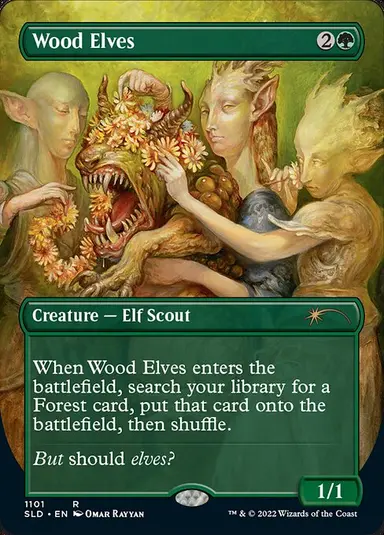 Wood Elves 2
Creature — Elf Scout
When Wood Elves enters the
battlefield, search your library for a
Forest card, put that card onto the
battlefield, then shuffle.
But should elves?
1/1
1101 R
SLD • EN Omar Rayyan
™ & © 2022 Wizards of the Coast